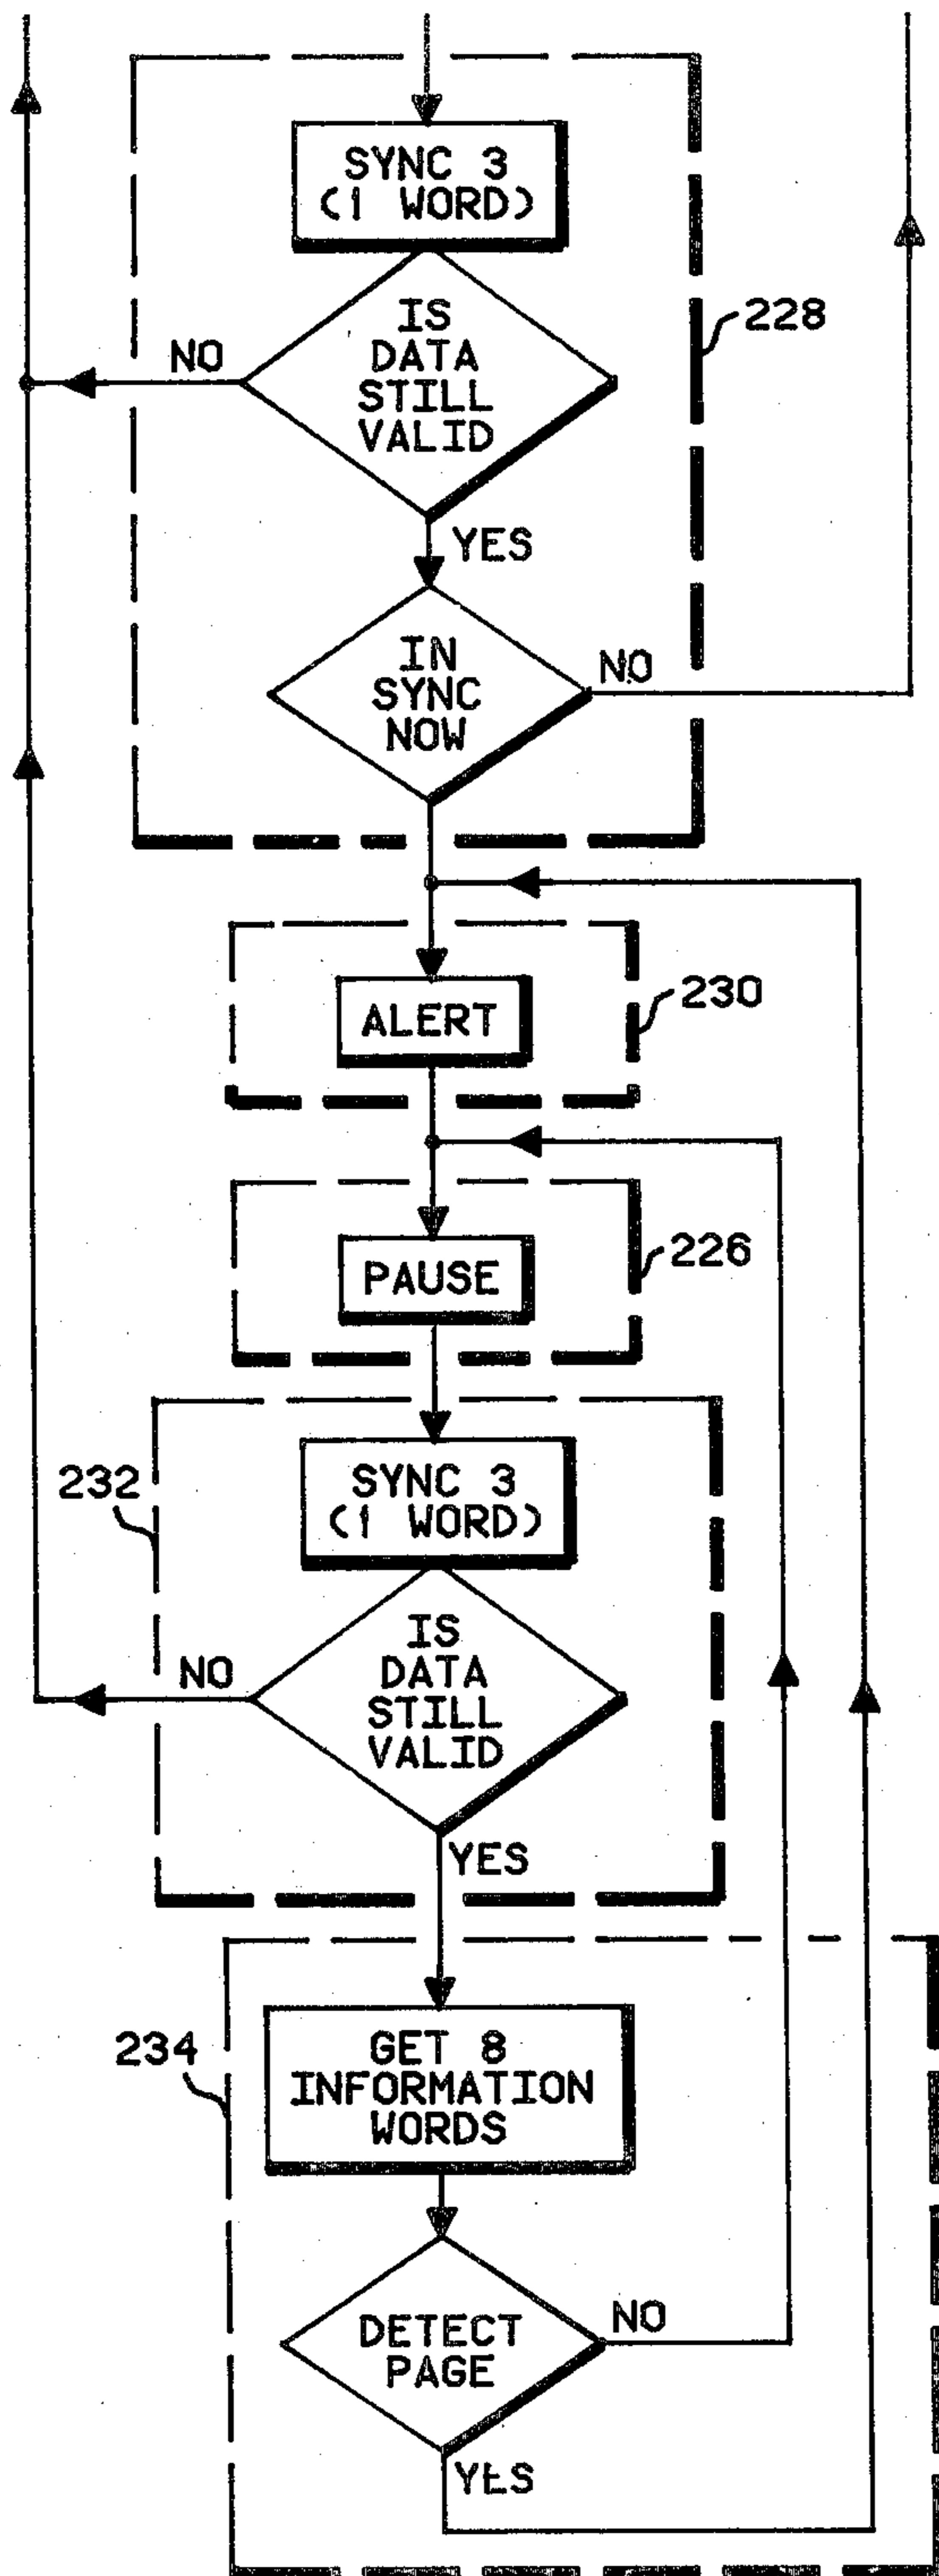 SYNC 3
(1 WORD)
228
IS
DATA
STILL
VALID
NO
YES
IN
SYNC
NOW
NO
230
ALERT
226
PAUSE
232
SYNC 3
(1 WORD)
NO
IS
DATA
STILL
VALID
YES
234
GET 8
INFORMATION
WORDS
DETECT
PAGE
NO
YES